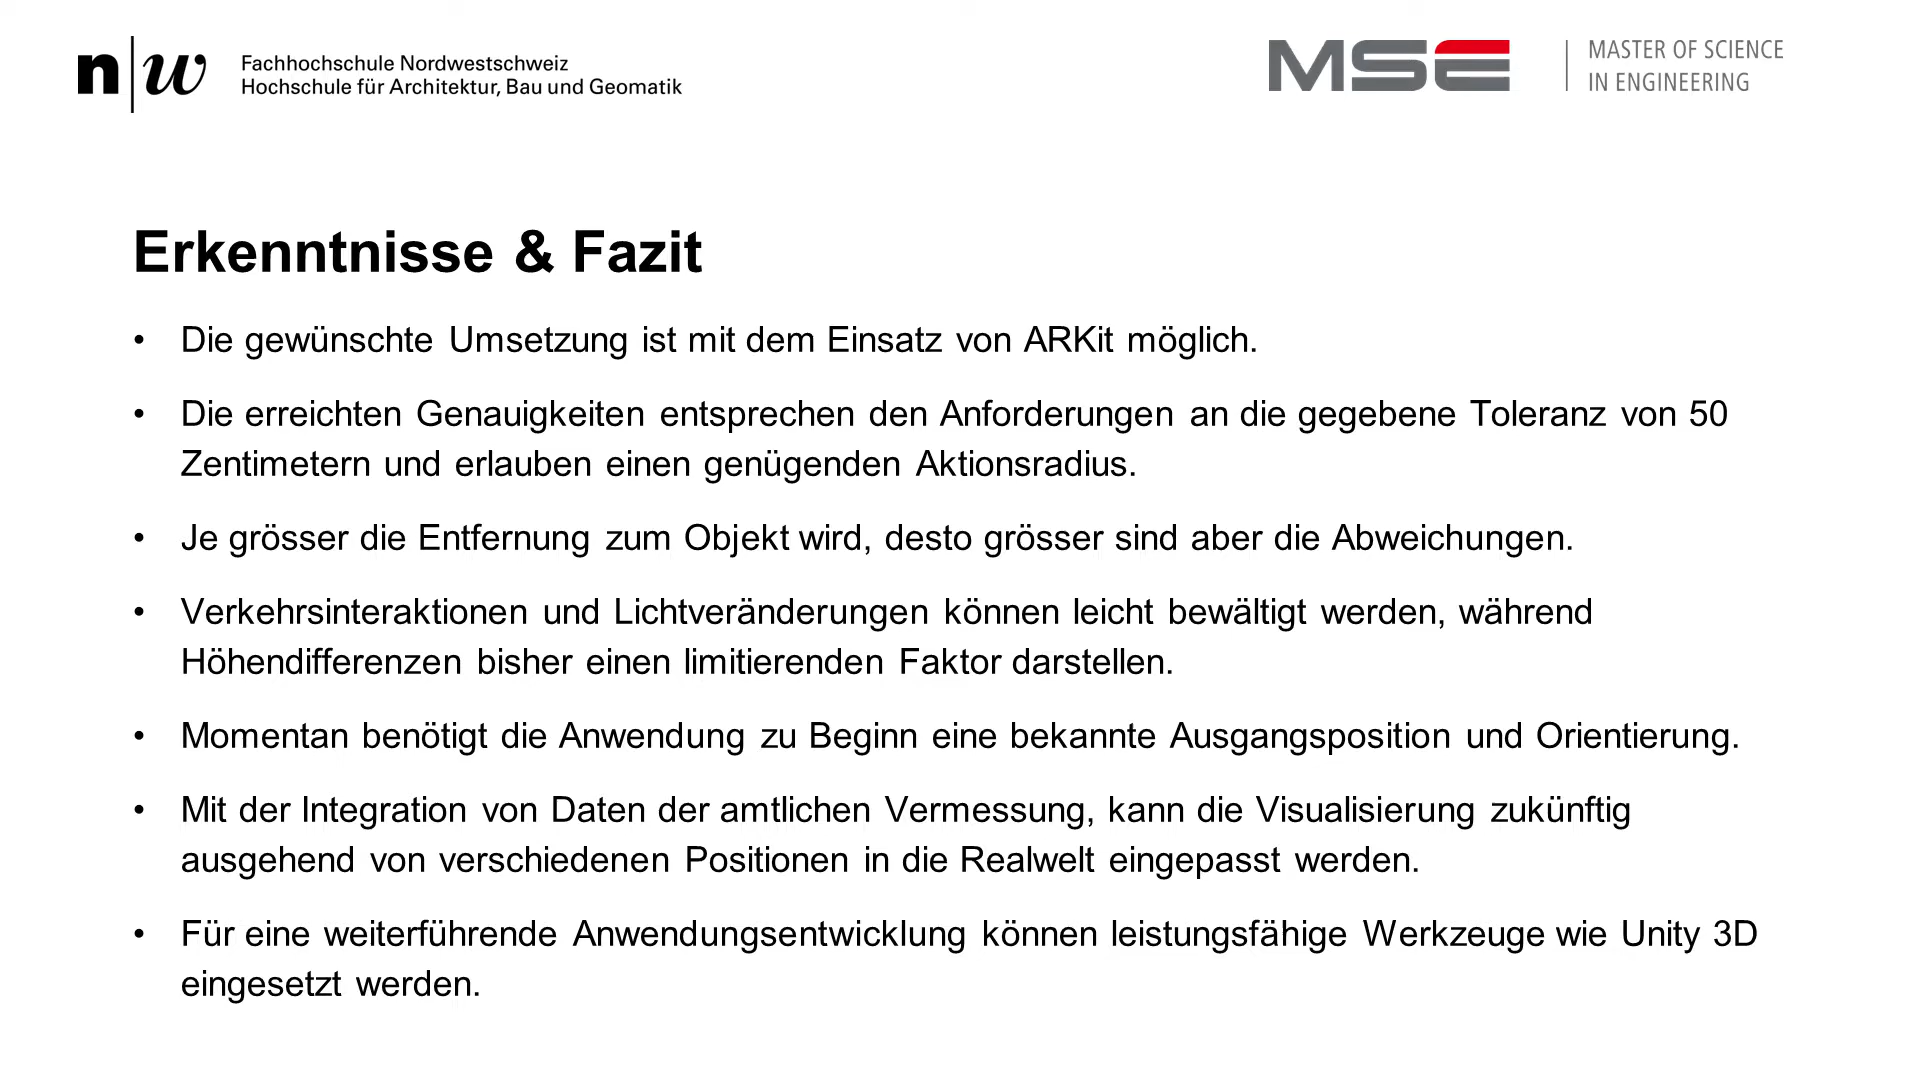 n|w Fachhochschule Nordwestschweiz
Hochschule für Architektur, Bau und Geomatik
MSE
MASTER OF SCIENCE
IN ENGINEERING
Erkenntnisse & Fazit
• Die gewünschte Umsetzung ist mit dem Einsatz von ARKit möglich.
• Die erreichten Genauigkeiten entsprechen den Anforderungen an die gegebene Toleranz von 50
Zentimetern und erlauben einen genügenden Aktionsradius.
• Je grösser die Entfernung zum Objekt wird, desto grösser sind aber die Abweichungen.
• Verkehrsinteraktionen und Lichtveränderungen können leicht bewältigt werden, während
Höhendifferenzen bisher einen limitierenden Faktor darstellen.
• Momentan benötigt die Anwendung zu Beginn eine bekannte Ausgangsposition und Orientierung.
• Mit der Integration von Daten der amtlichen Vermessung, kann die Visualisierung zukünftig
ausgehend von verschiedenen Positionen in die Realwelt eingepasst werden.
• Für eine weiterführende Anwendungsentwicklung können leistungsfähige Werkzeuge wie Unity 3D
eingesetzt werden.